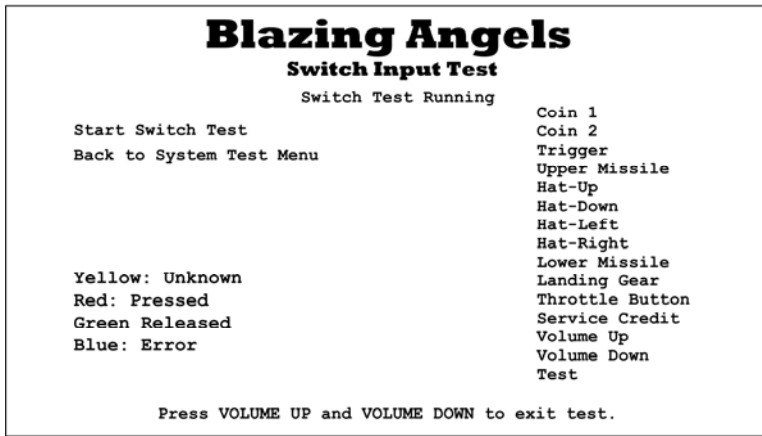 Blazing Angels
Switch Input Test
Switch Test Running
Start Switch Test
Back to System Test Menu
Yellow: Unknown
Red: Pressed
Green Released
Blue: Error
Coin 1
Coin 2
Trigger
Upper Missile
Hat-Up
Hat-Down
Hat-Left
Hat-Right
Lower Missile
Landing Gear
Throttle Button
Service Credit
Volume Up
Volume Down
Test
Press VOLUME UP and VOLUME DOWN to exit test.